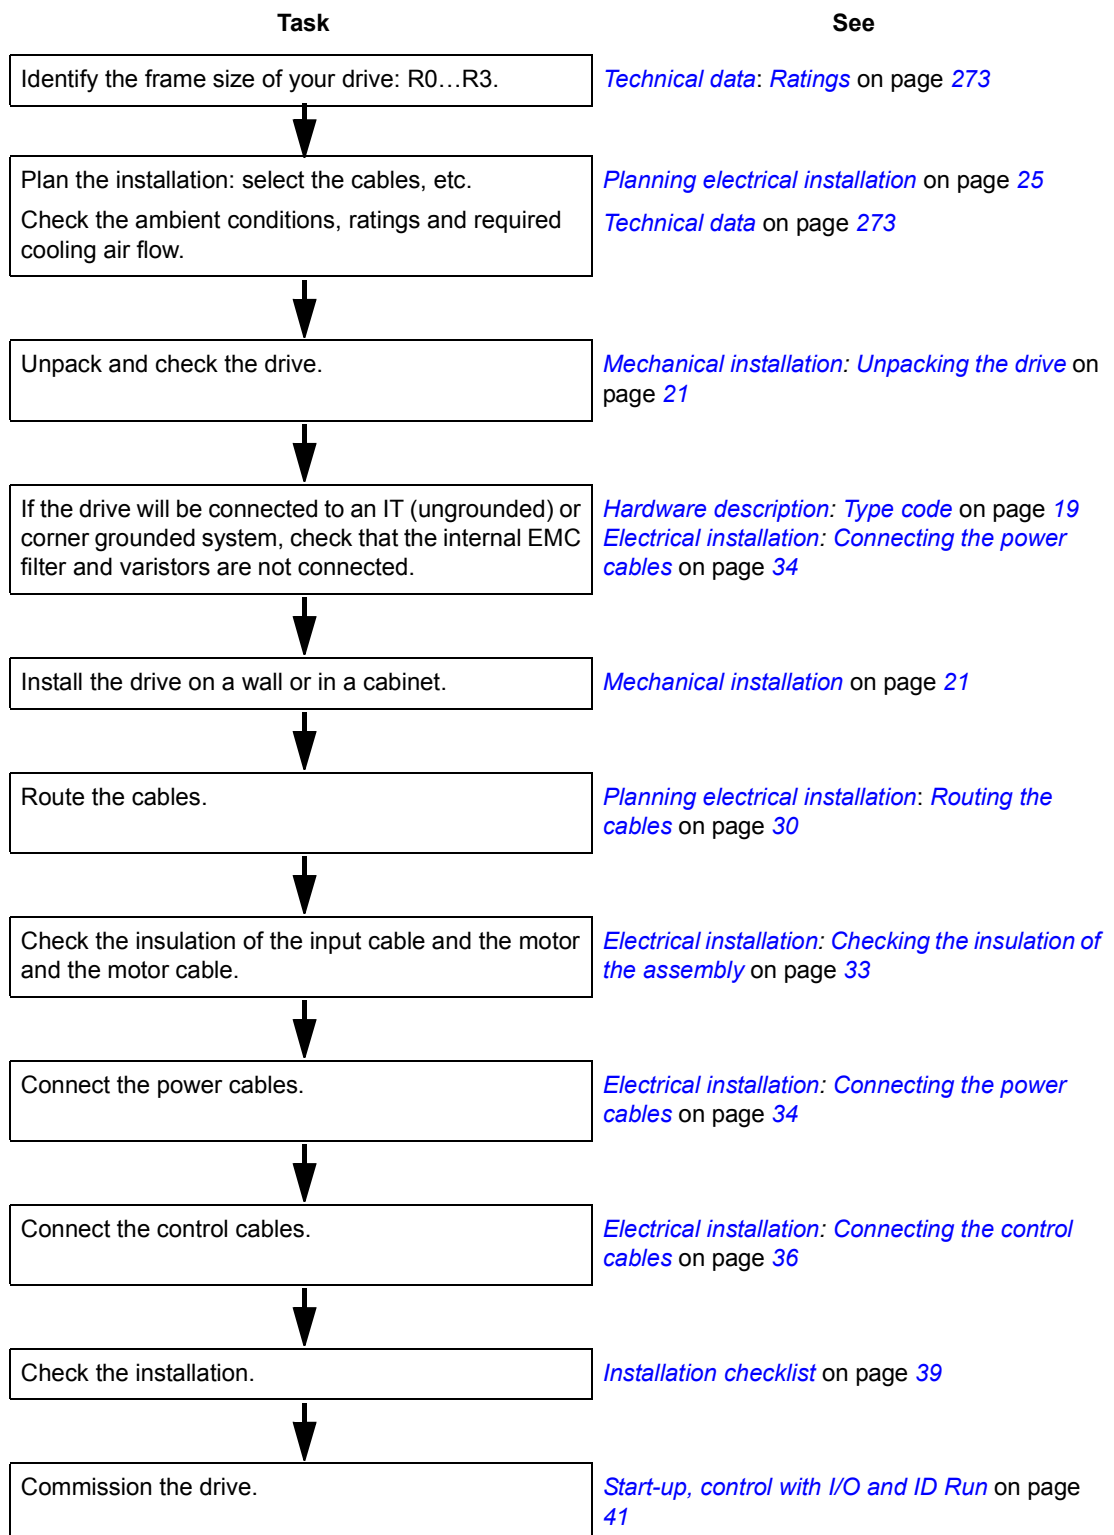 Task See
Identify the frame size of your drive: R0…R3. Technical data: Ratings on page 273
Plan the installation: select the cables, etc. Planning electrical installation on page 25
Check the ambient conditions, ratings and required Technical data on page 273
cooling air flow.
Unpack and check the drive. Mechanical installation: Unpacking the drive on
page 21
If the drive will be connected to an IT (ungrounded) or Hardware description: Type code on page 19
corner grounded system, check that the internal EMC Electrical installation: Connecting the power
filter and varistors are not connected. cables on page 34
Install the drive on a wall or in a cabinet. Mechanical installation on page 21
Route the cables. Planning electrical installation: Routing the
cables on page 30
Check the insulation of the input cable and the motor Electrical installation: Checking the insulation of
and the motor cable. the assembly on page 33
Connect the power cables. Electrical installation: Connecting the power
cables on page 34
Connect the control cables. Electrical installation: Connecting the control
cables on page 36
Check the installation. Installation checklist on page 39
Commission the drive. Start-up, control with I/O and ID Run on page
41